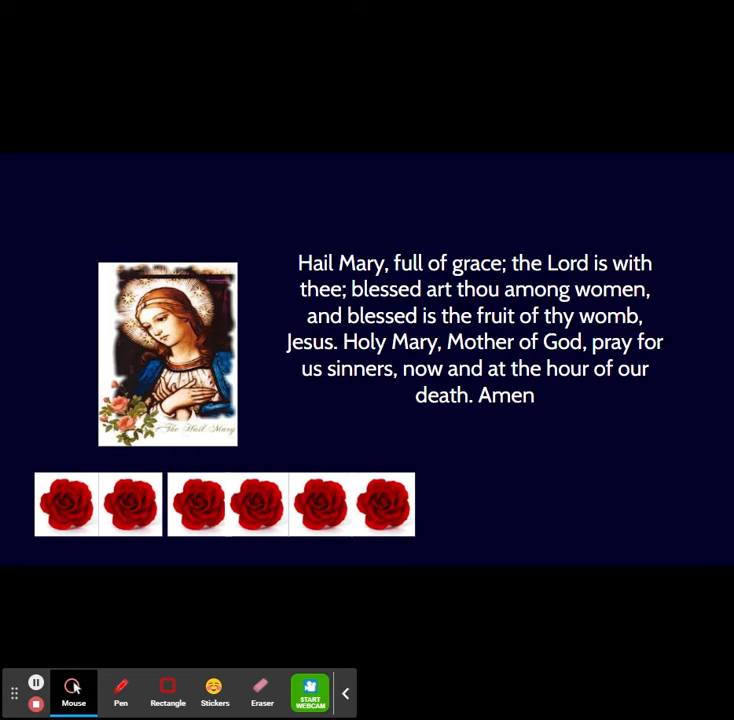 Hail Mary, full of grace; the Lord is with
thee; blessed art thou among women,
and blessed is the fruit of thy womb,
Jesus. Holy Mary, Mother of God, pray for
us sinners, now and at the hour of our
death. Amen
The Hail Mary
Mouse
Pen
Rectangle
Stickers
Eraser
START
WEBCAM